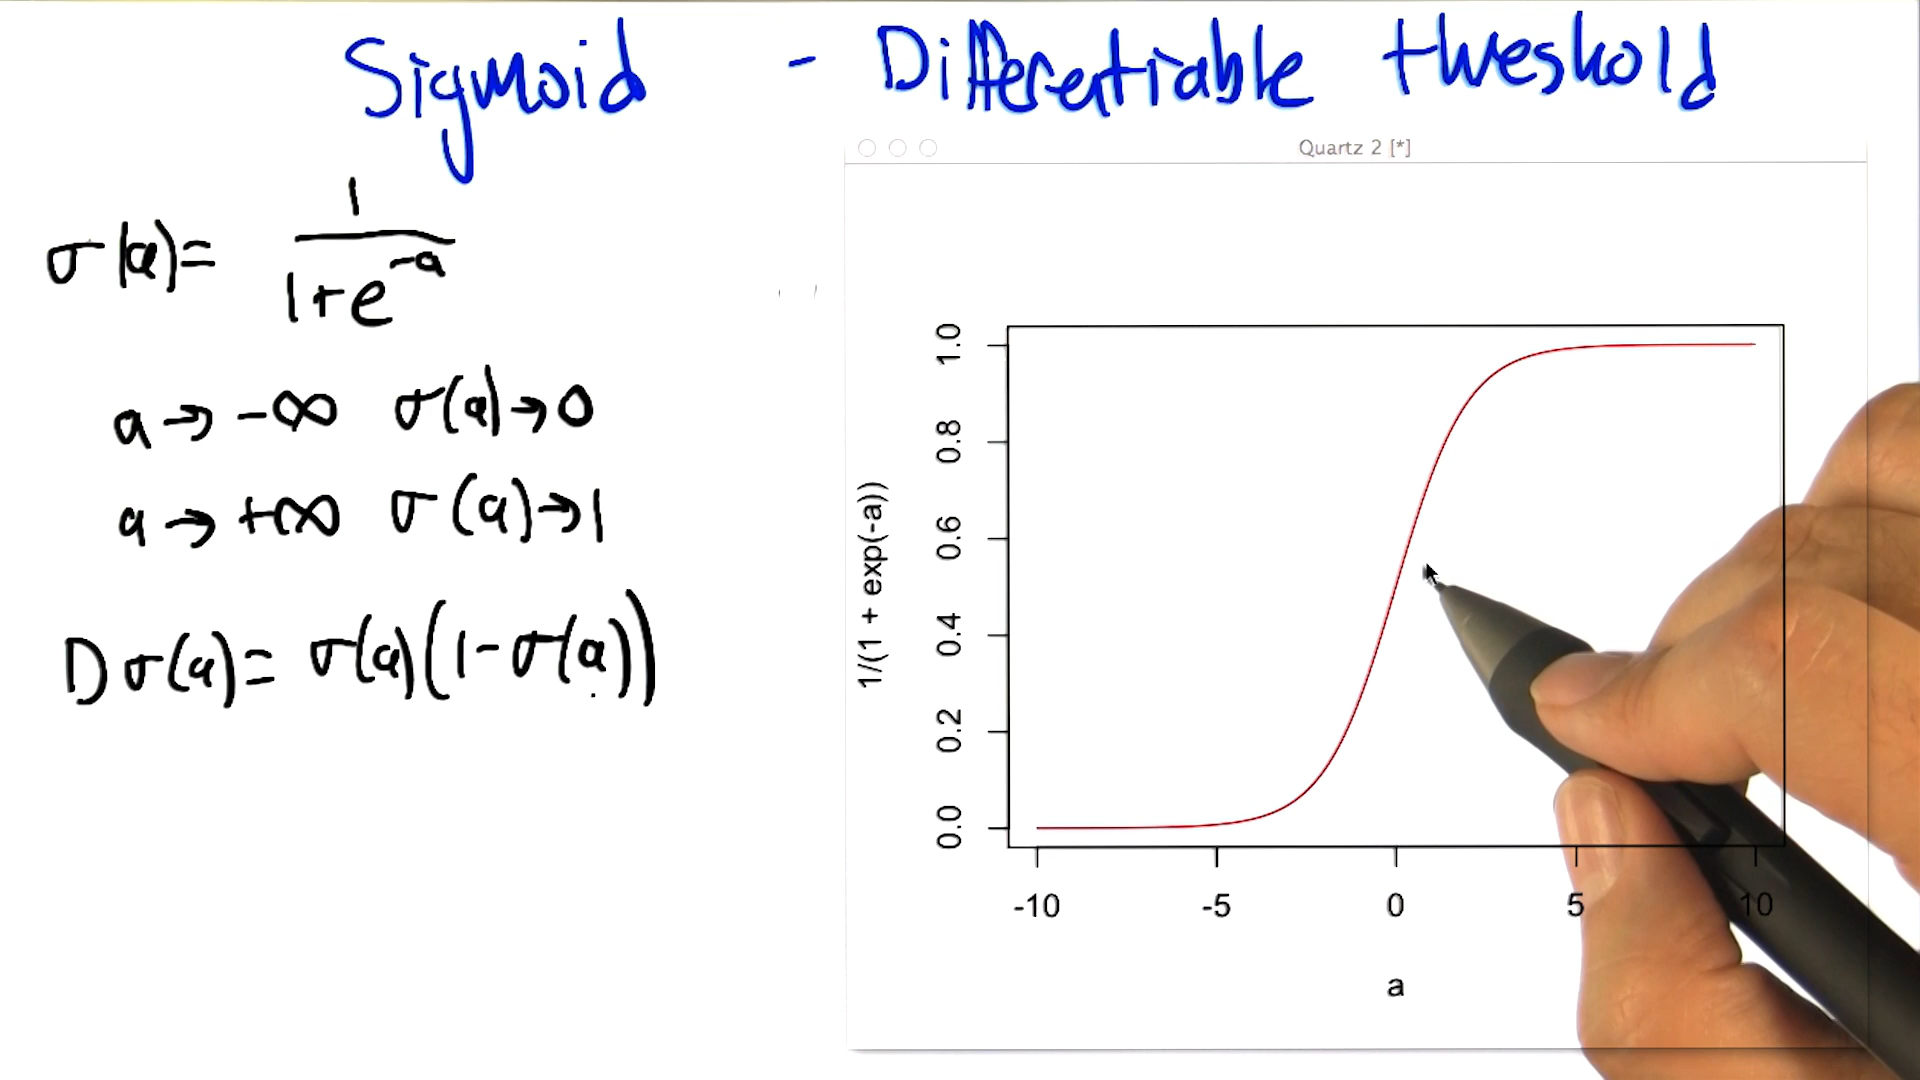 Sigmoid - Differentiable threshold
σ(a)= 1/(1+e^-a)
a → -∞ σ(a)→0
a → +∞ σ(a)→1
Dσ(a)= σ(a)(1-σ(a))
Quartz 2 [*]
1/(1 + exp(-a))
1.0
0.8
0.6
0.4
0.2
0.0
-10 -5 0 5 10
a